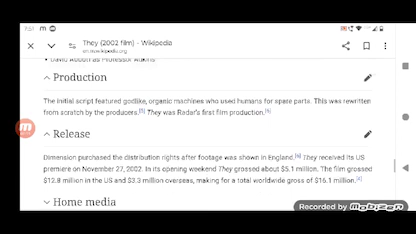 They (2002 film) - Wikipedia
en.m.wikipedia.org
David Abbott as Professor Adkins
Production
The initial script featured godlike, organic machines who used humans for spare parts. This was rewritten
from scratch by the producers.[5] They was Radar's first film production.
Release
Dimension purchased the distribution rights after footage was shown in England.[6] They received its US
premiere on November 27, 2002. In its opening weekend They grossed about $5.1 million. The film grossed
$12.8 million in the US and $3.3 million overseas, making for a total worldwide gross of $16.1 million.
Home media
Recorded by Mobizen